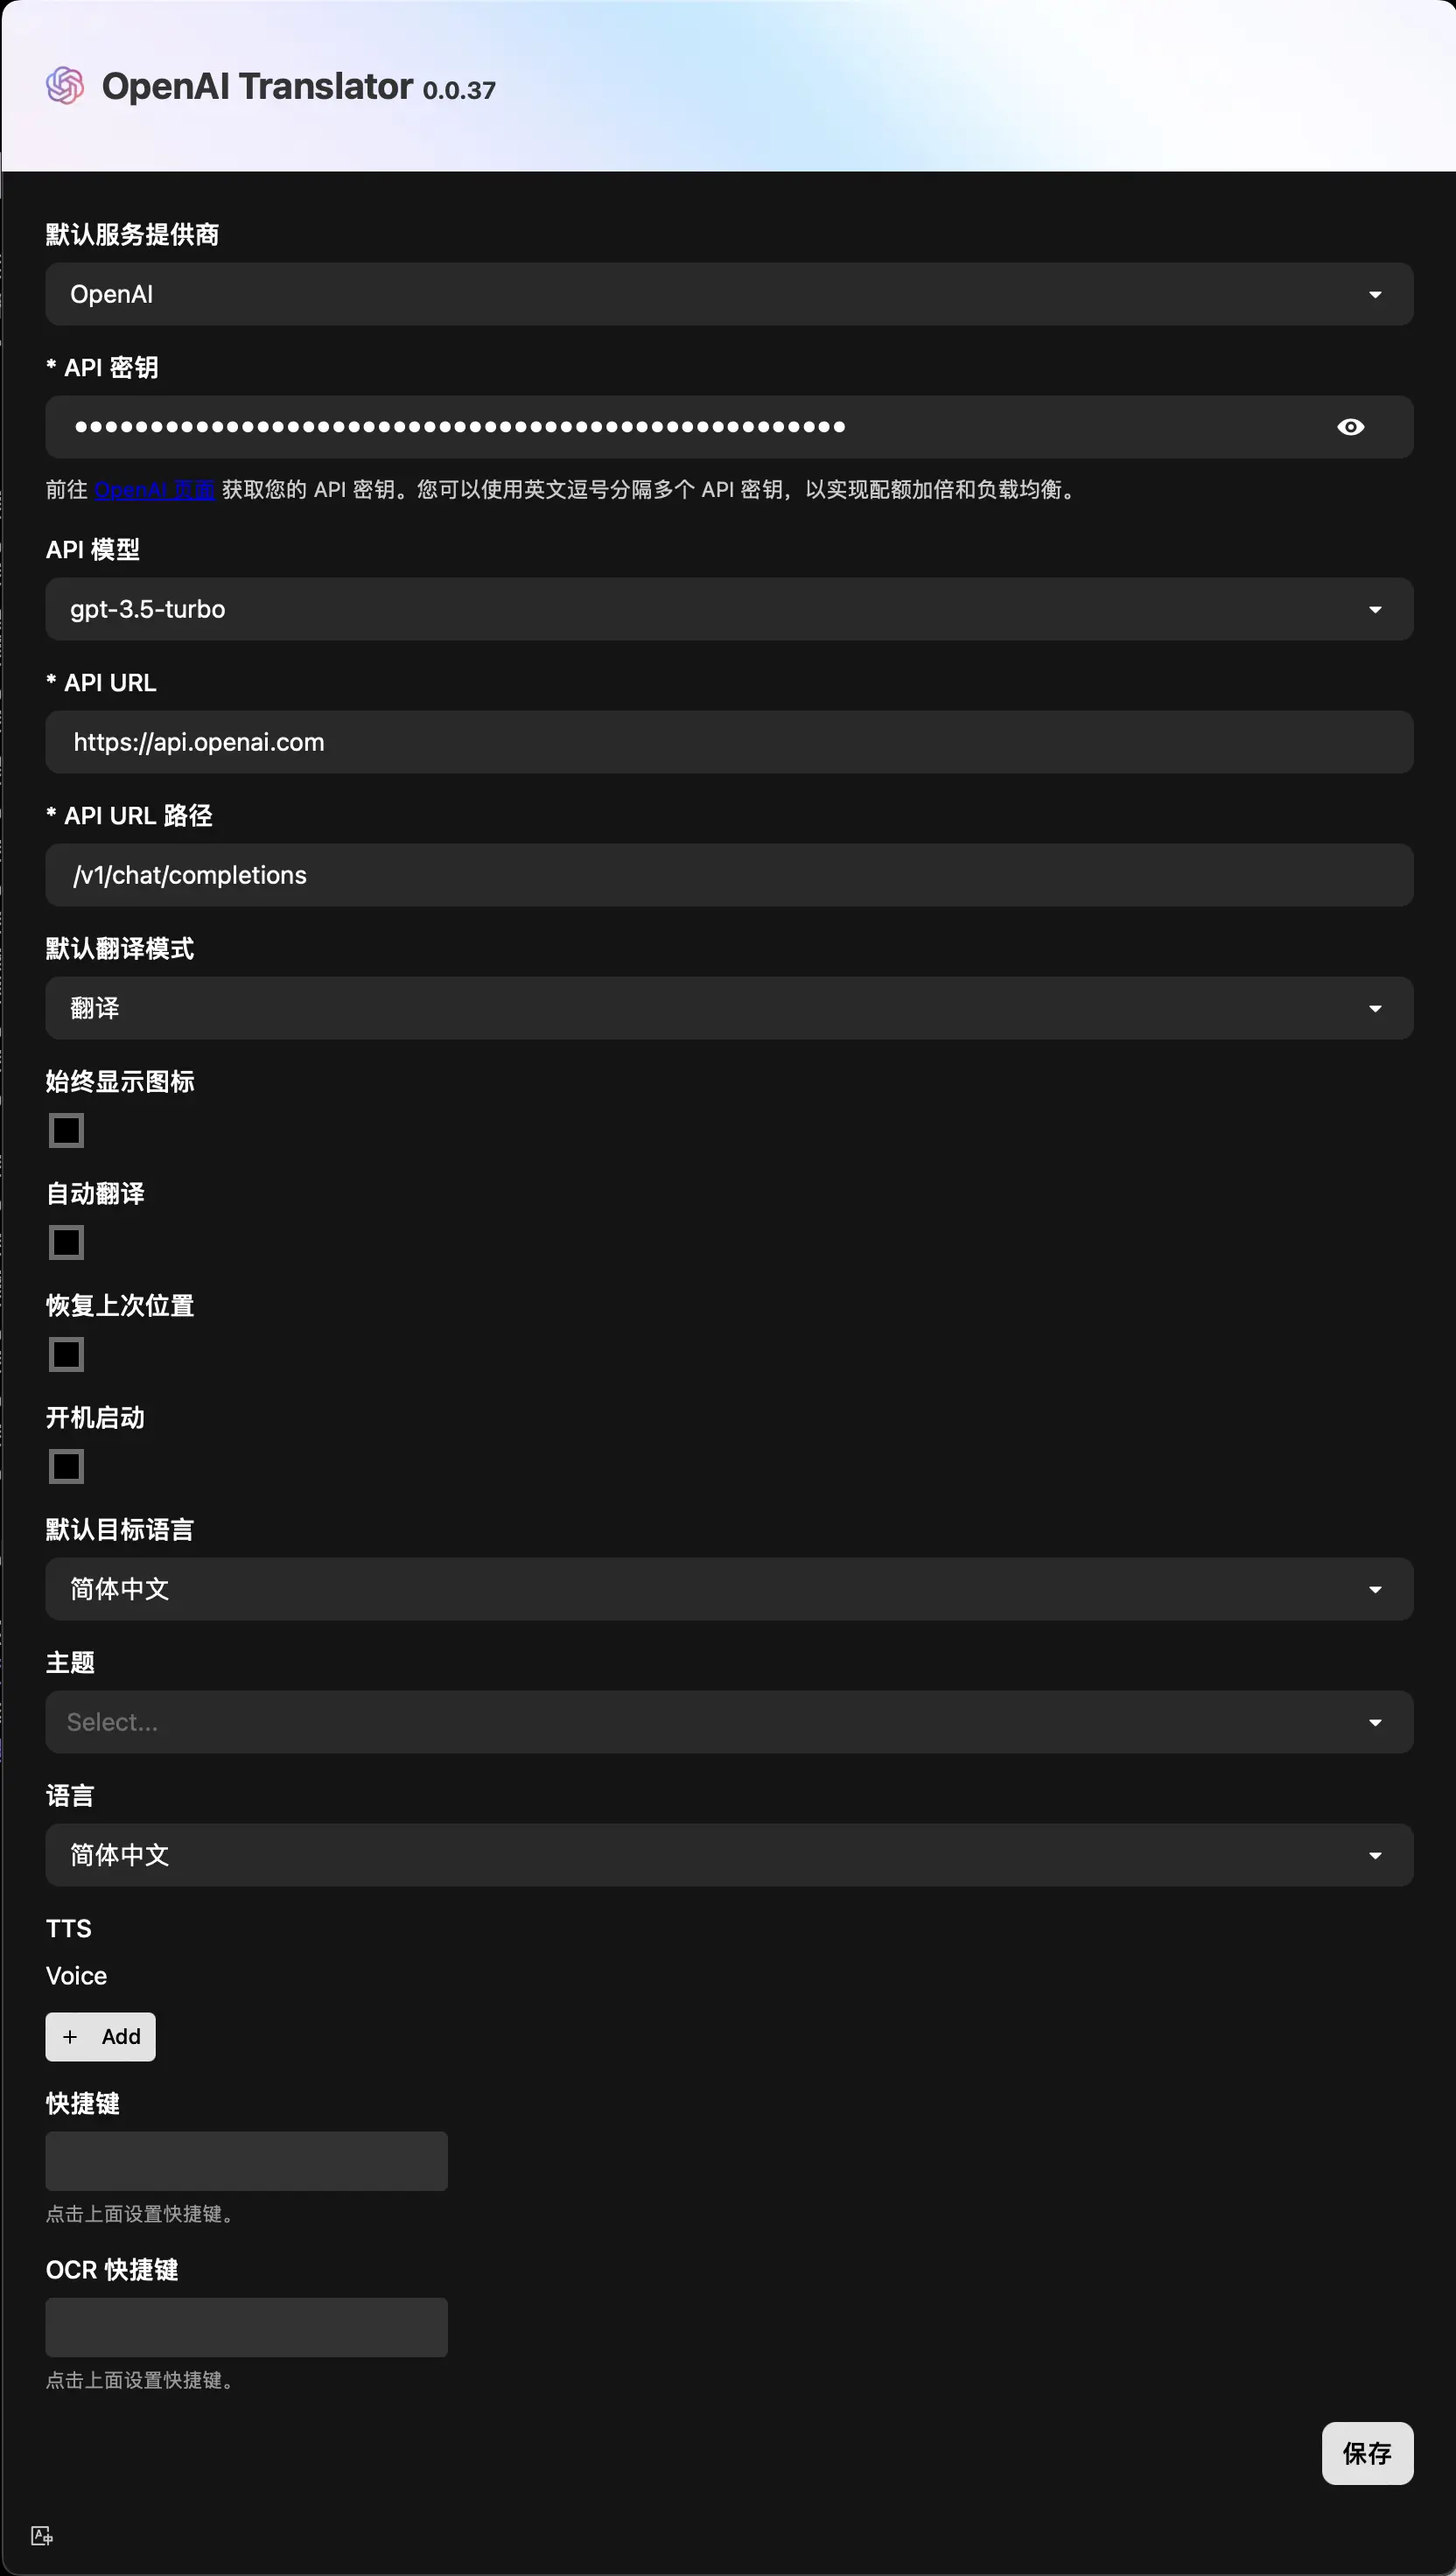 OpenAI Translator 0.0.37
默认服务提供商
OpenAI
* API 密钥
前往 OpenAI 页面 获取您的 API 密钥。您可以使用英文逗号分隔多个 API 密钥，以实现配额加倍和负载均衡。
API 模型
gpt-3.5-turbo
* API URL
https://api.openai.com
* API URL 路径
/v1/chat/completions
默认翻译模式
翻译
始终显示图标
自动翻译
恢复上次位置
开机启动
默认目标语言
简体中文
主题
Select...
语言
简体中文
TTS
Voice
+ Add
快捷键
点击上面设置快捷键。
OCR 快捷键
点击上面设置快捷键。
保存